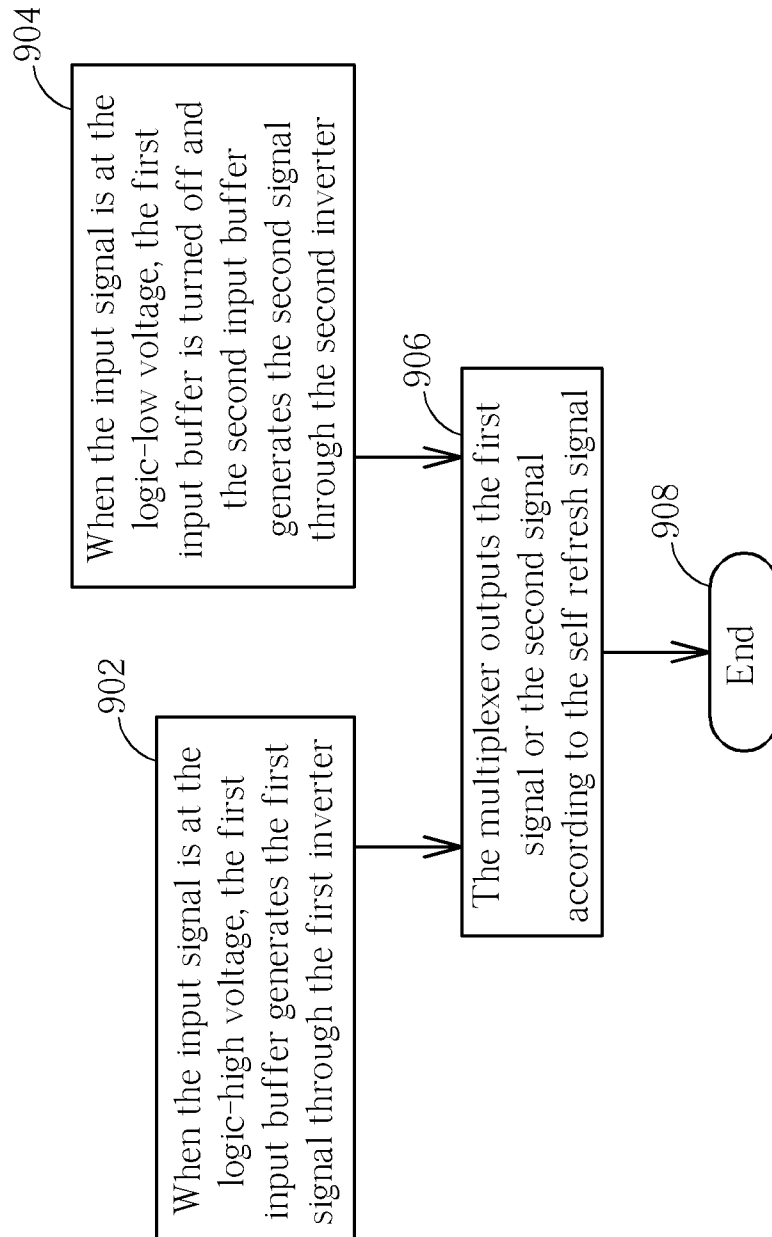 902
When the input signal is at the
logic-high voltage, the first
input buffer generates the first
signal through the first inverter
904
When the input signal is at the
logic-low voltage, the first
input buffer is turned off and
the second input buffer
generates the second signal
through the second inverter
906
The multiplexer outputs the first
signal or the second signal
according to the self refresh signal
908
End